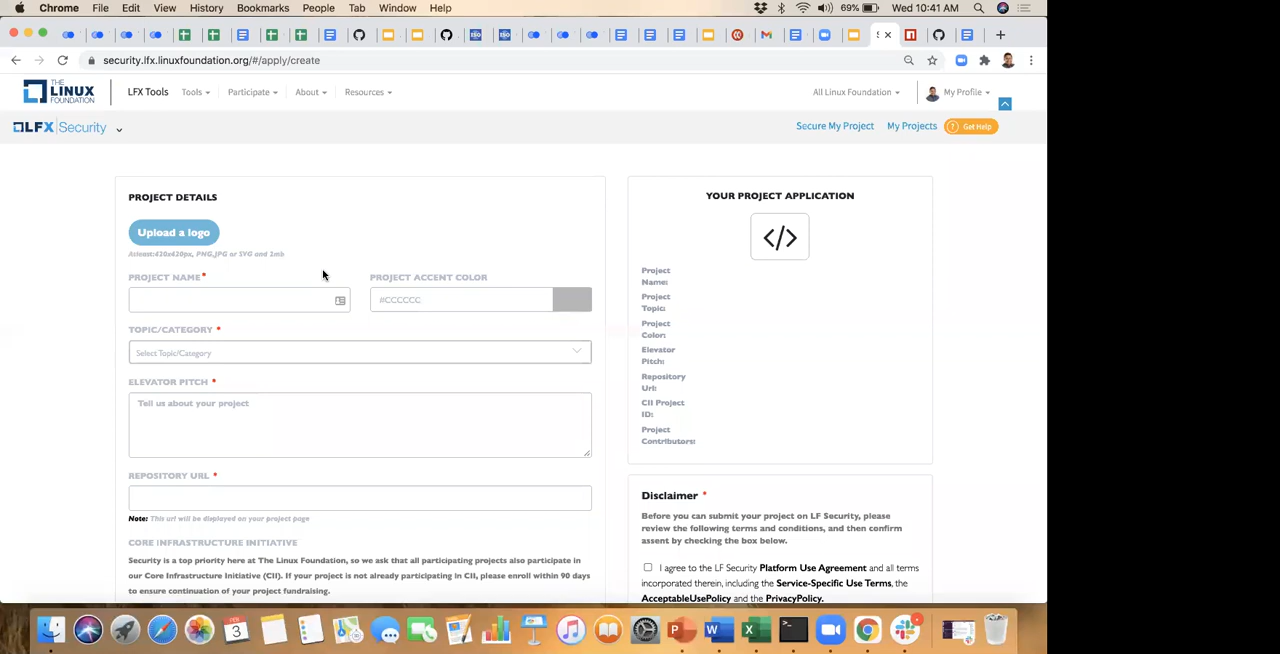 Chrome File Edit View History Bookmarks People Tab Window Help 69% Wed 10:41 AM
security.lfx.linuxfoundation.org/#/apply/create
THE LINUX FOUNDATION LFX Tools Tools Participate About Resources All Linux Foundation My Profile
LFX Security Secure My Project My Projects Get Help
PROJECT DETAILS
Upload a logo
Atleast:420x420px, PNG,JPG or SVG and 2mb
PROJECT NAME* PROJECT ACCENT COLOR
#CCCCCC
TOPIC/CATEGORY *
Select Topic/Category
ELEVATOR PITCH *
Tell us about your project
REPOSITORY URL *
Note: This url will be displayed on your project page
CORE INFRASTRUCTURE INITIATIVE
Security is a top priority here at The Linux Foundation, so we ask that all participating projects also participate in
our Core Infrastructure Initiative (CII). If your project is not already participating in CII, please enroll within 90 days
to ensure continuation of your project fundraising.
YOUR PROJECT APPLICATION
</>
Project
Name:
Project
Topic:
Project
Color:
Elevator
Pitch:
Repository
Url:
CII Project
ID:
Project
Contributors:
Disclaimer *
Before you can submit your project on LF Security, please
review the following terms and conditions, and then confirm
assent by checking the box below.
I agree to the LF Security Platform Use Agreement and all terms
incorporated therein, including the Service-Specific Use Terms, the
AcceptableUsePolicy and the PrivacyPolicy.
FEB
3